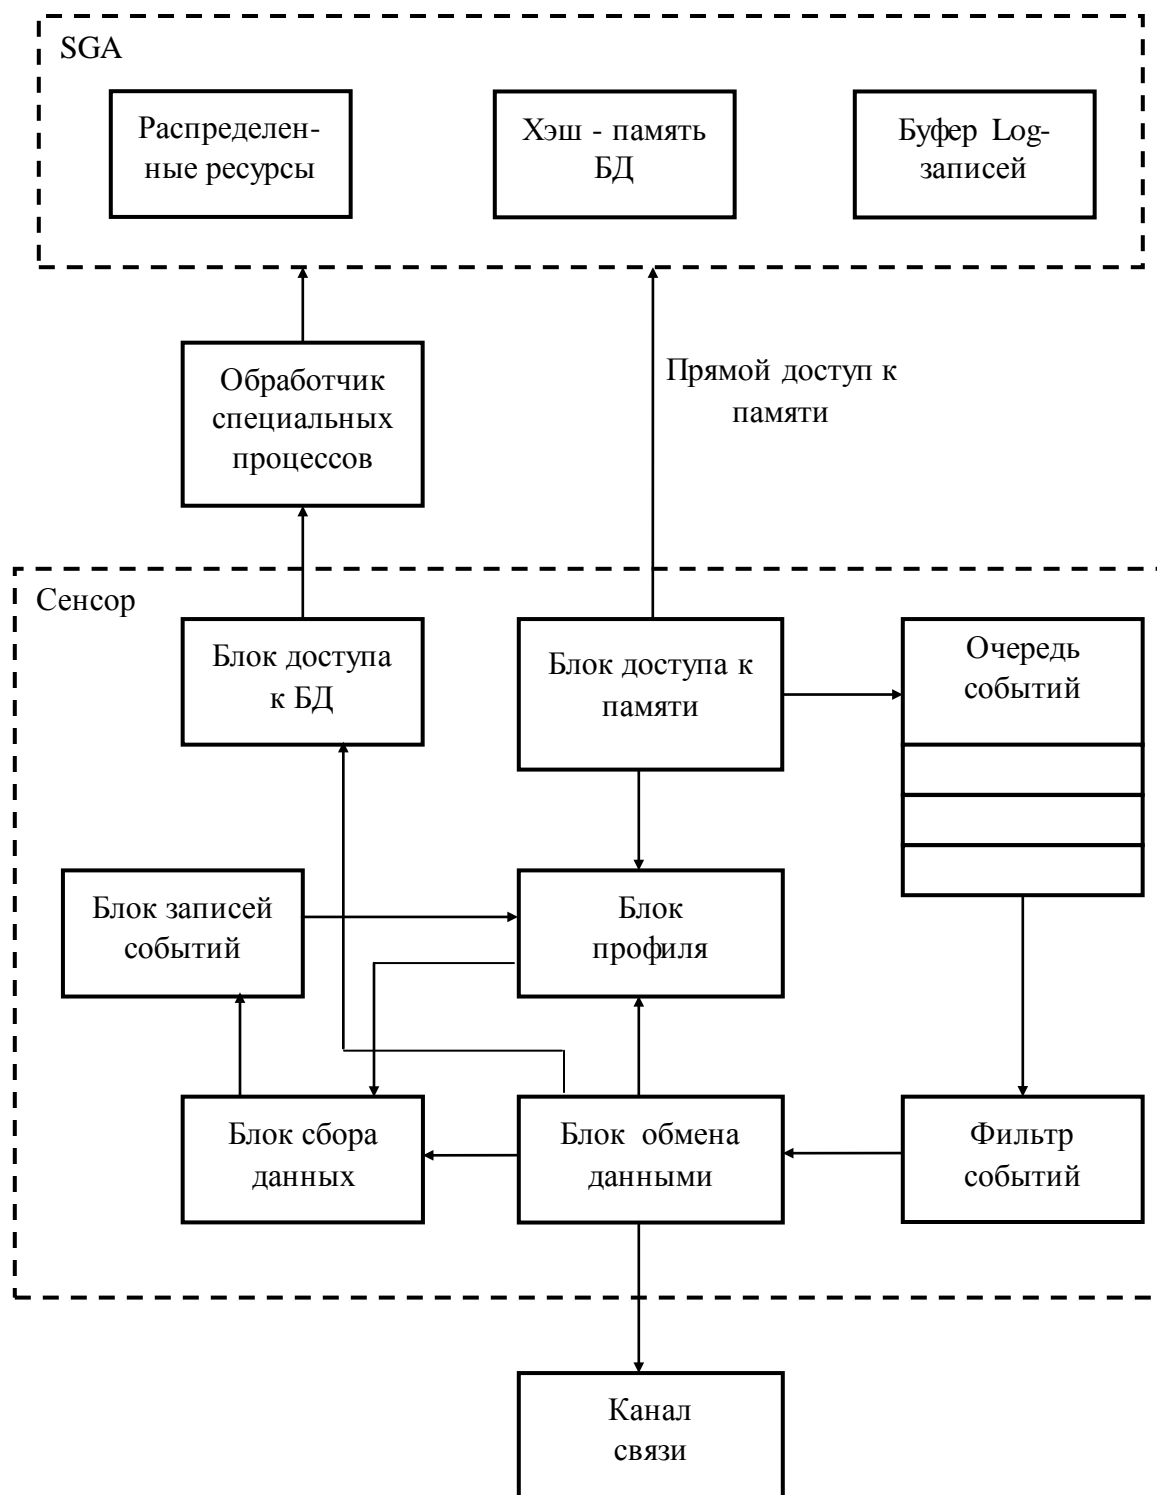 SGA
Распределен-
ные ресурсы
Хэш - память
БД
Буфер Log-
записей
Обработчик
специальных
процессов
Прямой доступ к
памяти
Сенсор
Блок доступа
к БД
Блок доступа к
памяти
Очередь
событий
Блок записей
событий
Блок
профиля
Блок сбора
данных
Блок обмена
данными
Фильтр
событий
Канал
связи